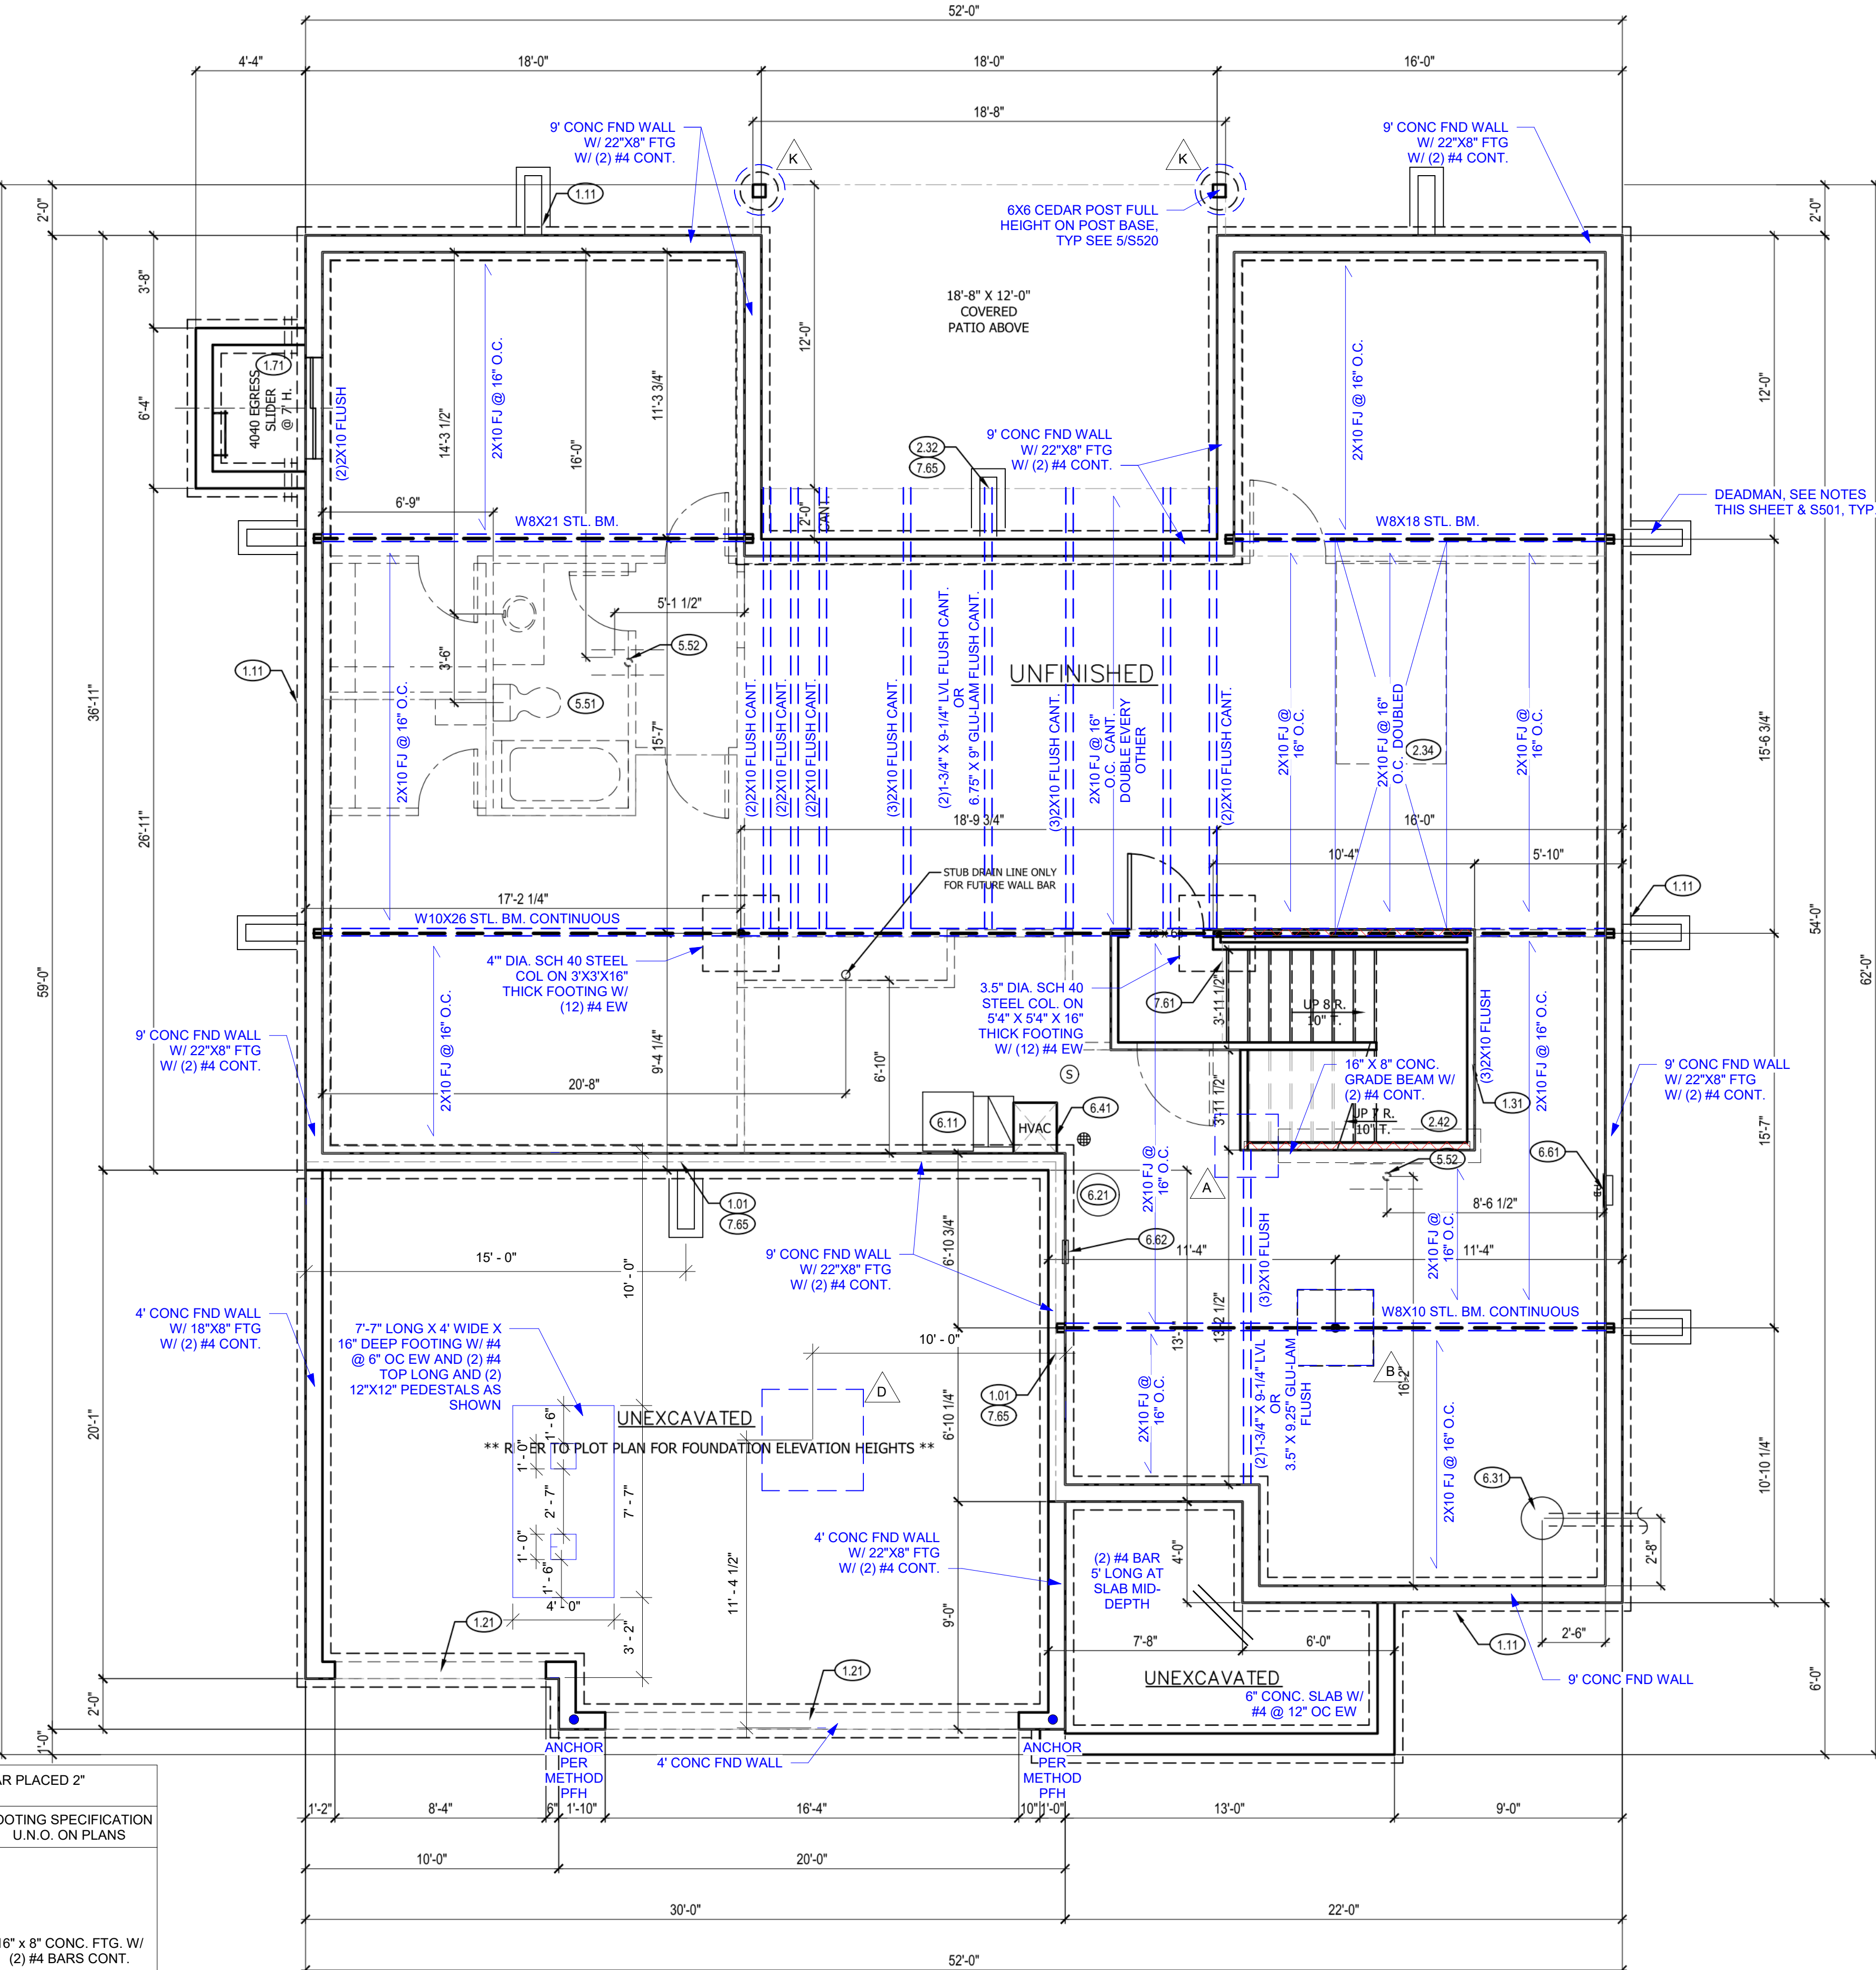 52'-0"
4'-4"
18'-0"
18'-0"
16'-0"
18'-8"
9' CONC FND WALL
W/ 22"X8" FTG
W/ (2) #4 CONT.
K
K
9' CONC FND WALL
W/ 22"X8" FTG
W/ (2) #4 CONT.
1.11
6X6 CEDAR POST FULL
HEIGHT ON POST BASE,
TYP SEE 5/S520
2'-0"
2'-0"
3'-8"
6'-4"
1.71
4040 EGRESS
SLIDER
@ 7' H.
(2)2X10 FLUSH
14'-3 1/2"
2X10 FJ @ 16" O.C.
16'-0"
11'-3 3/4"
12'-0"
18'-8" X 12'-0"
COVERED
PATIO ABOVE
2X10 FJ @ 16" O.C.
12'-0"
2.32
7.65
9' CONC FND WALL
W/ 22"X8" FTG
W/ (2) #4 CONT.
DEADMAN, SEE NOTES
THIS SHEET & S501, TYP.
6'-9"
W8X21 STL. BM.
2'-0"
CANT.
W8X18 STL. BM.
5'-1 1/2"
5.52
3'-6"
5.51
1.11
36'-11"
26'-11"
59'-0"
2X10 FJ @ 16" O.C.
15'-7"
(2)2X10 FLUSH CANT.
(2)2X10 FLUSH CANT.
(2)2X10 FLUSH CANT.
(3)2X10 FLUSH CANT.
(2)1-3/4" X 9-1/4" LVL FLUSH CANT.
OR
6.75" X 9" GLU-LAM FLUSH CANT.
UNFINISHED
(3)2X10 FLUSH CANT.
2X10 FJ @ 16"
O.C. CANT.
DOUBLE EVERY
OTHER
(2)2X10 FLUSH CANT.
2X10 FJ @
16" O.C.
2X10 FJ @ 16"
O.C. DOUBLED
2.34
2X10 FJ @
16" O.C.
15'-6 3/4"
54'-0"
62'-0"
18'-9 3/4"
16'-0"
10'-4"
5'-10"
STUB DRAIN LINE ONLY
FOR FUTURE WALL BAR
1.11
17'-2 1/4"
W10X26 STL. BM. CONTINUOUS
4'" DIA. SCH 40 STEEL
COL ON 3'X3'X16"
THICK FOOTING W/
(12) #4 EW
2X10 FJ @ 16" O.C.
9'-4 1/4"
6'-10"
20'-8"
3.5" DIA. SCH 40
STEEL COL. ON
5'4" X 5'4" X 16"
THICK FOOTING
W/ (12) #4 EW
7.61
3'-11 1/2"
UP 8 R.
10" T.
3'-11 1/2"
16" X 8" CONC.
GRADE BEAM W/
(2) #4 CONT.
UP 7 R.
10" T.
2.42
(3)2X10 FLUSH
1.31
2X10 FJ @ 16" O.C.
9' CONC FND WALL
W/ 22"X8" FTG
W/ (2) #4 CONT.
9' CONC FND WALL
W/ 22"X8" FTG
W/ (2) #4 CONT.
S
6.11
HVAC
6.41
15'-7"
5.52
6.61
8'-6 1/2"
A
6.21
2X10 FJ @
16" O.C.
1.01
7.65
15' - 0"
10' - 0"
9' CONC FND WALL
W/ 22"X8" FTG
W/ (2) #4 CONT.
6'-10 3/4"
6.62
11'-4"
(3)2X10 FLUSH
2X10 FJ @
16" O.C.
11'-4"
4' CONC FND WALL
W/ 18"X8" FTG
W/ (2) #4 CONT.
7'-7" LONG X 4' WIDE X
16" DEEP FOOTING W/ #4
@ 6" OC EW AND (2) #4
TOP LONG AND (2)
12"X12" PEDESTALS AS
SHOWN
W8X10 STL. BM. CONTINUOUS
13'-2 1/2"
10' - 0"
D
B
16'-2"
1.01
7.65
6'-10 1/4"
2X10 FJ @
16" O.C.
(2)1-3/4" X 9-1/4" LVL
OR
3.5" X 9.25" GLU-LAM
FLUSH
2X10 FJ @ 16" O.C.
10'-10 1/4"
20'-1"
UNEXCAVATED
TO PLOT PLAN FOR FOUNDATION ELEVATION HEIGHTS **
1' - 6"
1' - 0"
2' - 7"
7' - 7"
1' - 0"
1' - 6"
4' - 0"
3' - 2"
11' - 4 1/2"
6.31
2'-8"
2'-6"
4' CONC FND WALL
W/ 22"X8" FTG
W/ (2) #4 CONT.
9'-0"
(2) #4 BAR
5' LONG AT
SLAB MID-
DEPTH
4'-0"
1.21
1.21
7'-8"
6'-0"
1.11
UNEXCAVATED
6" CONC. SLAB W/
#4 @ 12" OC EW
9' CONC FND WALL
6'-0"
2'-0"
1'-0"
ANCHOR
PER
METHOD
PFH
4' CONC FND WALL
ANCHOR
PER
METHOD
PFH
AR PLACED 2"
OOTING SPECIFICATION
U.N.O. ON PLANS
16" x 8" CONC. FTG. W/
(2) #4 BARS CONT.
1'-2"
8'-4"
6"
1'-10"
16'-4"
10"
1'-0"
13'-0"
9'-0"
10'-0"
20'-0"
30'-0"
22'-0"
52'-0"